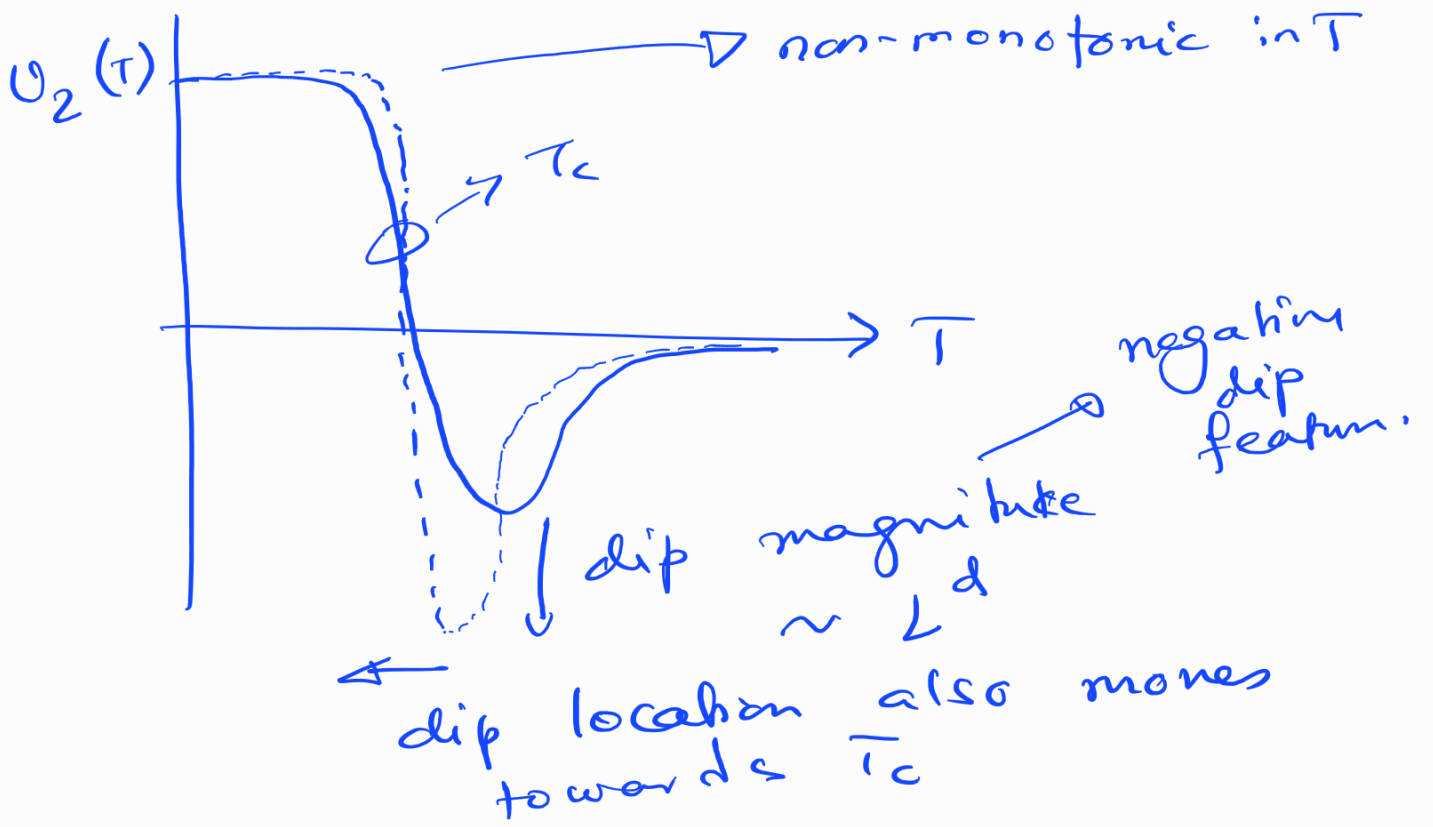 U₂ (T)
non-monotonic in T
Tc
T
negative
dip
feature.
dip magnitude
~ L^d
dip location also moves
towards Tc